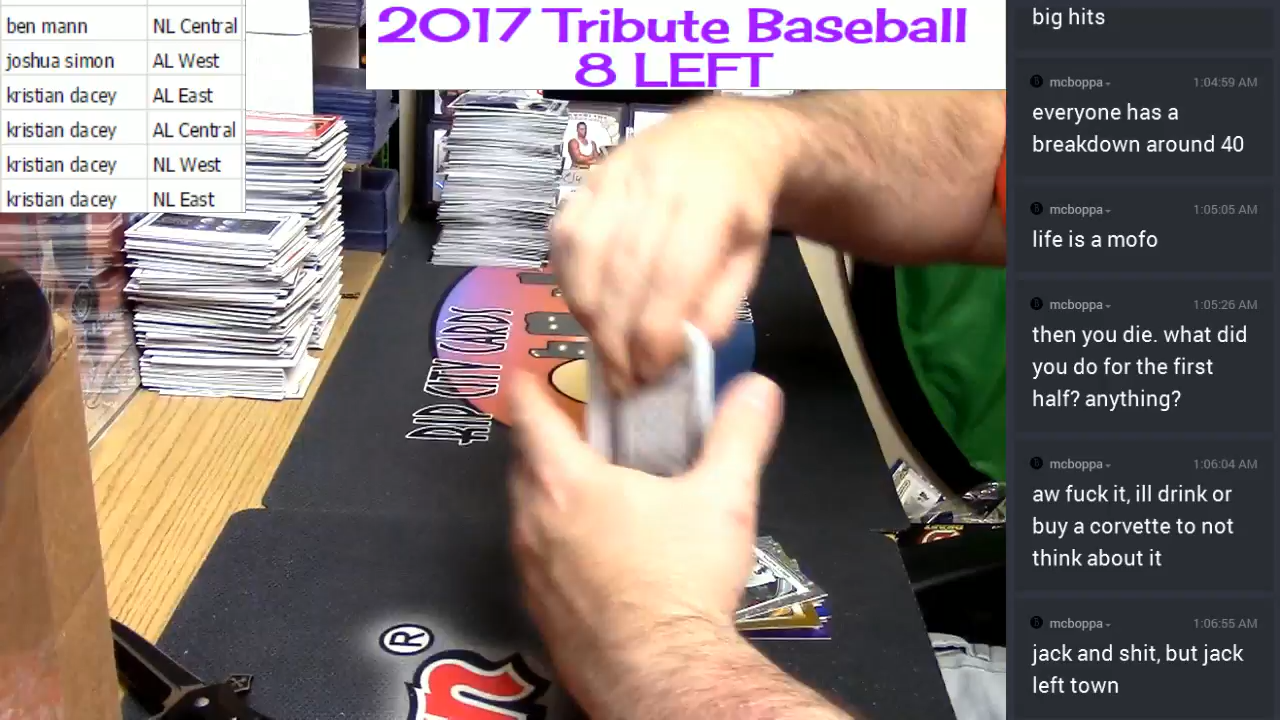 ben mann NL Central
joshua simon AL West
kristian dacey AL East
kristian dacey AL Central
kristian dacey NL West
kristian dacey NL East
2017 Tribute Baseball
8 LEFT
RIP CITY CARDS
®
big hits
mcboppa 1:04:59 AM
everyone has a
breakdown around 40
mcboppa 1:05:05 AM
life is a mofo
mcboppa 1:05:26 AM
then you die. what did
you do for the first
half? anything?
mcboppa 1:06:04 AM
aw fuck it, ill drink or
buy a corvette to not
think about it
mcboppa 1:06:55 AM
jack and shit, but jack
left town